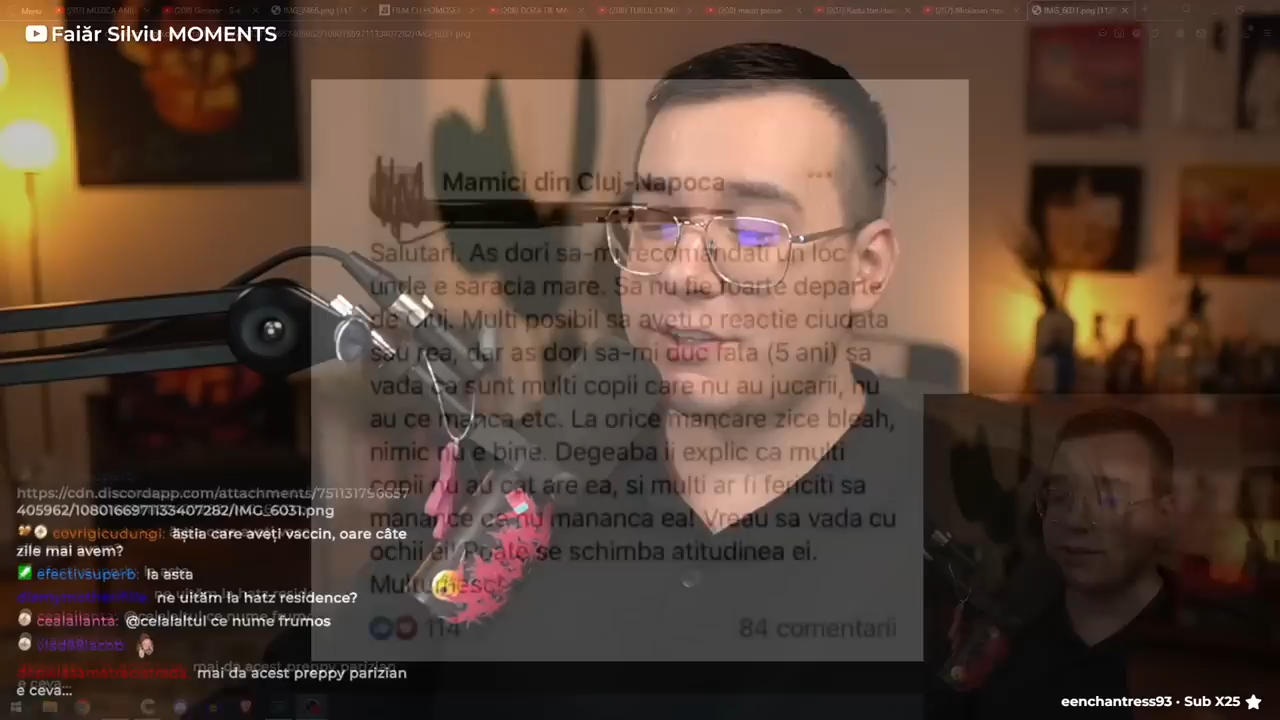 Menu
Faiăr Silviu MOMENTS
Mamici din Cluj-Napoca
Salutari. As dori sa-mi recomandati un loc
unde e saracia mare. Sa nu fie foarte departe
de Cluj. Multi posibil sa aveti o reactie ciudata
sau rea, dar as dori sa-mi duc fata (5 ani) sa
vada ca sunt multi copii care nu au jucarii, nu
au ce manca etc. La orice mancare zice bleah,
nimic nu e bine. Degeaba ii explic ca multi
copii nu au cat are ea, si multi ar fi fericiti sa
manance ce nu mananca ea! Vreau sa vada cu
ochii ei! Poate se schimba atitudinea ei.
Multumesc!
114
84 comentarii
https://cdn.discordapp.com/attachments/751131756657
405962/1080166971133407282/IMG_6031.png
covrigicudungi: ăștia care aveți vaccin, oare câte
zile mai avem?
efectivsuperb: la asta
ne uităm la hatz residence?
cealailanta: @celalaltul ce nume frumos
vlad88iacob:
mai da acest preppy parizian
e ceva...
eenchantress93 • Sub X25